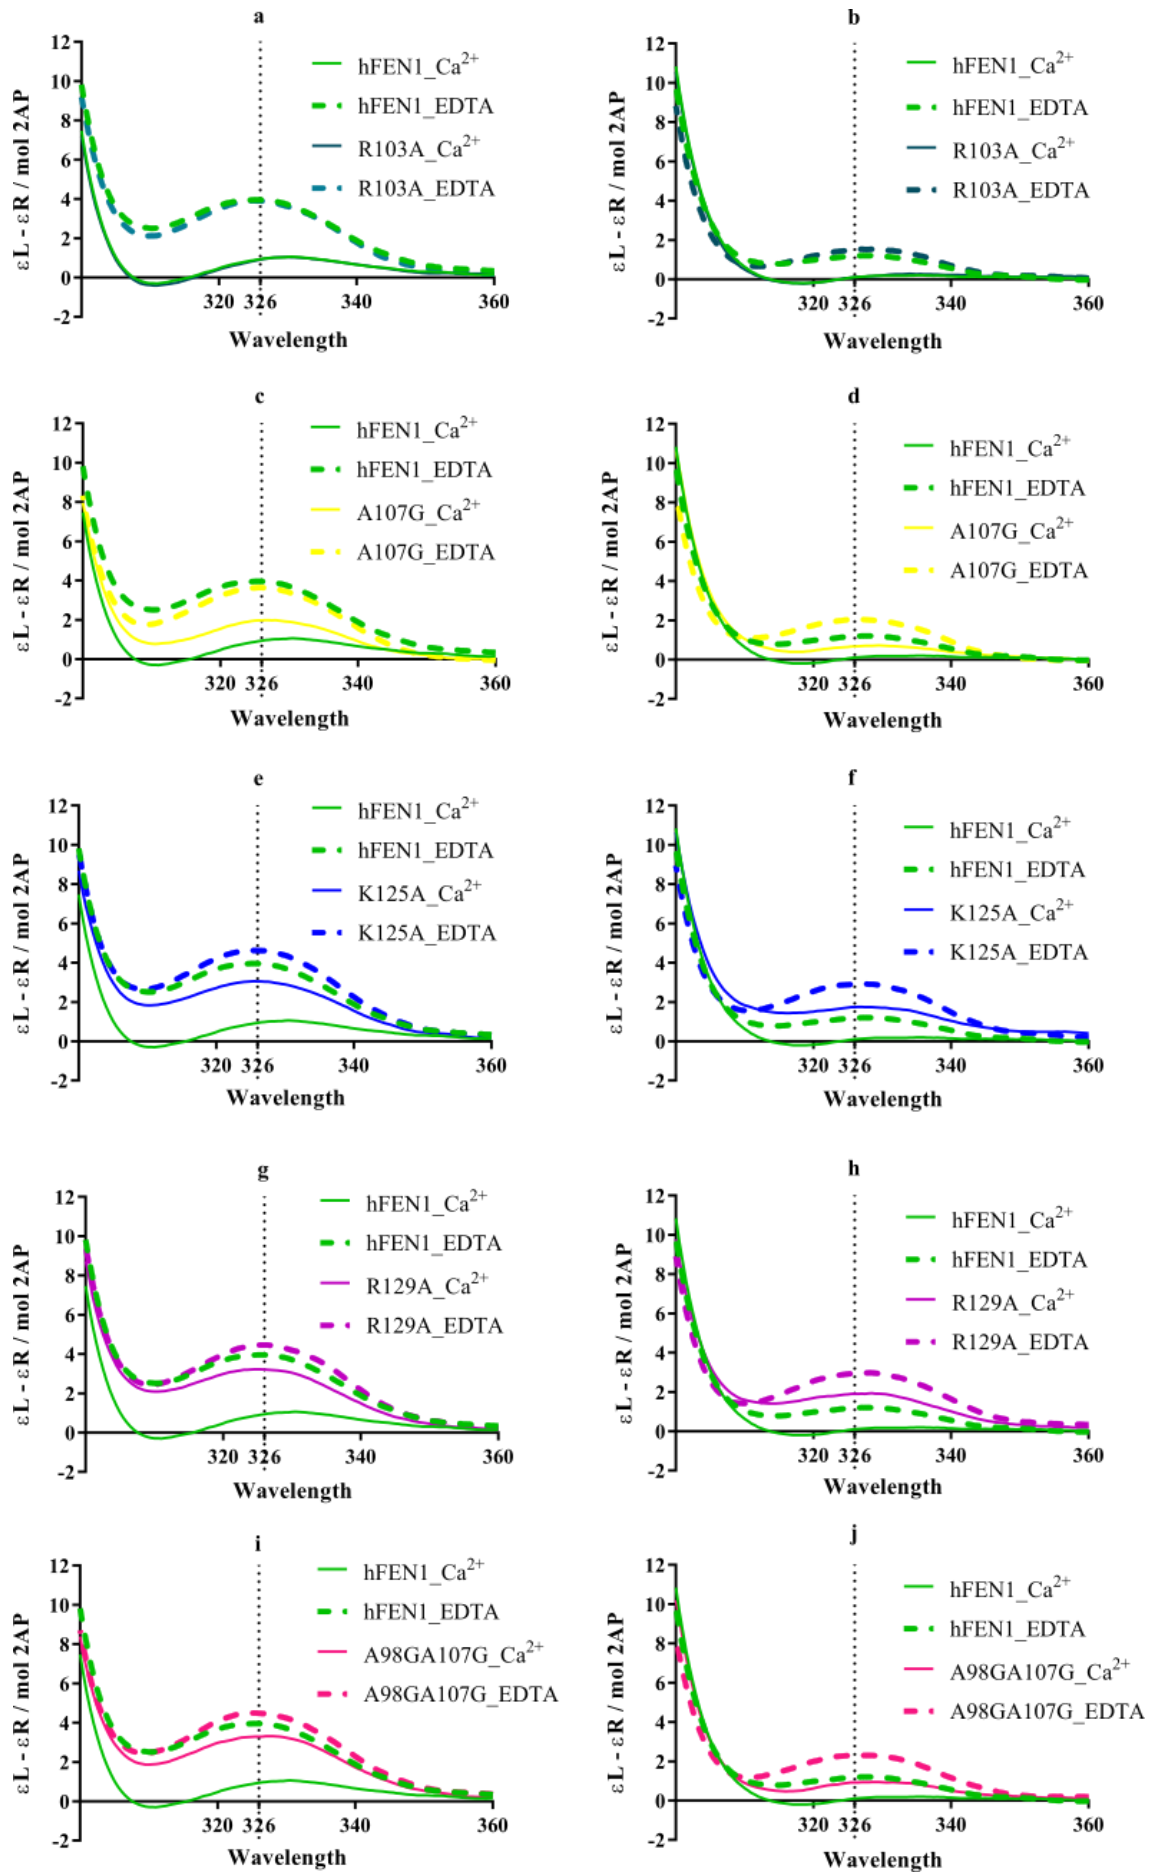 a
12
10
8
6
4
2
0
-2
εL - εR / mol 2AP
320 326 340 360
Wavelength
hFEN1_Ca²⁺
hFEN1_EDTA
R103A_Ca²⁺
R103A_EDTA
b
12
10
8
6
4
2
0
-2
εL - εR / mol 2AP
320 326 340 360
Wavelength
hFEN1_Ca²⁺
hFEN1_EDTA
R103A_Ca²⁺
R103A_EDTA
c
12
10
8
6
4
2
0
-2
εL - εR / mol 2AP
320 326 340 360
Wavelength
hFEN1_Ca²⁺
hFEN1_EDTA
A107G_Ca²⁺
A107G_EDTA
d
12
10
8
6
4
2
0
-2
εL - εR / mol 2AP
320 326 340 360
Wavelength
hFEN1_Ca²⁺
hFEN1_EDTA
A107G_Ca²⁺
A107G_EDTA
e
12
10
8
6
4
2
0
-2
εL - εR / mol 2AP
320 326 340 360
Wavelength
hFEN1_Ca²⁺
hFEN1_EDTA
K125A_Ca²⁺
K125A_EDTA
f
12
10
8
6
4
2
0
-2
εL - εR / mol 2AP
320 326 340 360
Wavelength
hFEN1_Ca²⁺
hFEN1_EDTA
K125A_Ca²⁺
K125A_EDTA
g
12
10
8
6
4
2
0
-2
εL - εR / mol 2AP
320 326 340 360
Wavelength
hFEN1_Ca²⁺
hFEN1_EDTA
R129A_Ca²⁺
R129A_EDTA
h
12
10
8
6
4
2
0
-2
εL - εR / mol 2AP
320 326 340 360
Wavelength
hFEN1_Ca²⁺
hFEN1_EDTA
R129A_Ca²⁺
R129A_EDTA
i
12
10
8
6
4
2
0
-2
εL - εR / mol 2AP
320 326 340 360
Wavelength
hFEN1_Ca²⁺
hFEN1_EDTA
A98GA107G_Ca²⁺
A98GA107G_EDTA
j
12
10
8
6
4
2
0
-2
εL - εR / mol 2AP
320 326 340 360
Wavelength
hFEN1_Ca²⁺
hFEN1_EDTA
A98GA107G_Ca²⁺
A98GA107G_EDTA